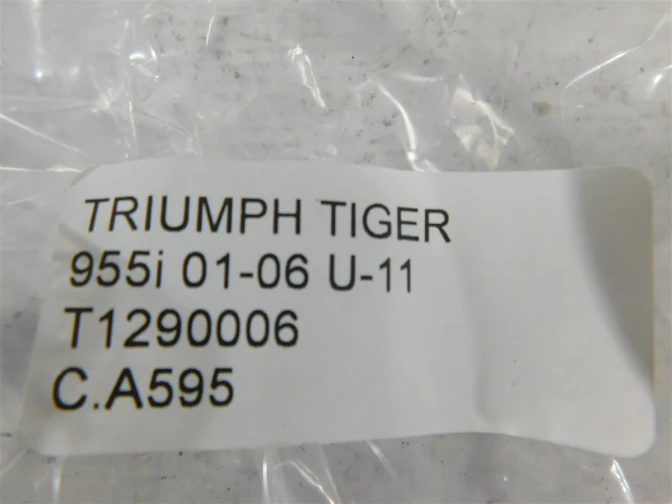 TRIUMPH TIGER
955i 01-06 U-11
T1290006
C.A595